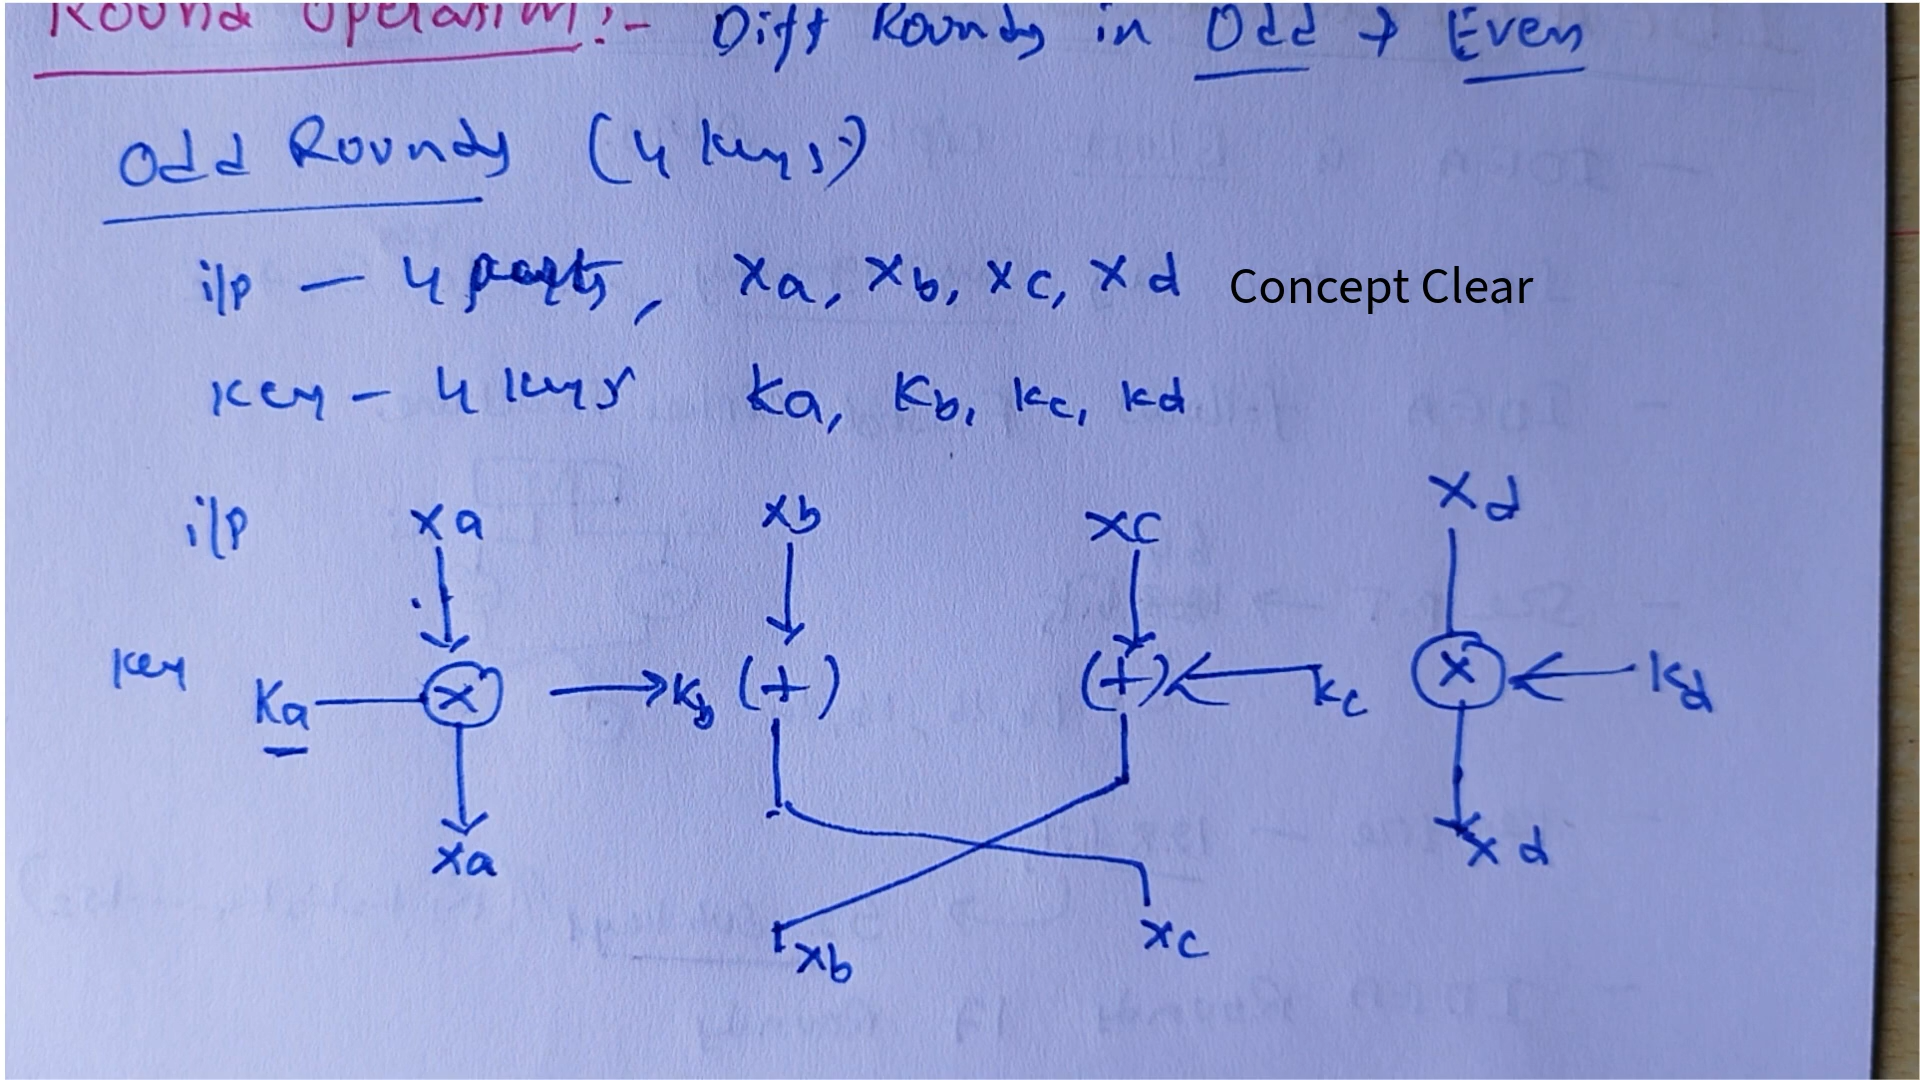 Round Operation:- Diff Rounds in Odd & Even
Odd Rounds (4 keys)
i/p - 4 parts, Xa, Xb, Xc, Xd Concept Clear
Key - 4 keys Ka, Kb, Kc, Kd
i/p Xa Xb Xc Xd
Key Ka X Kb (+) (+) Kc X Kd
Xa Xd
Xb Xc